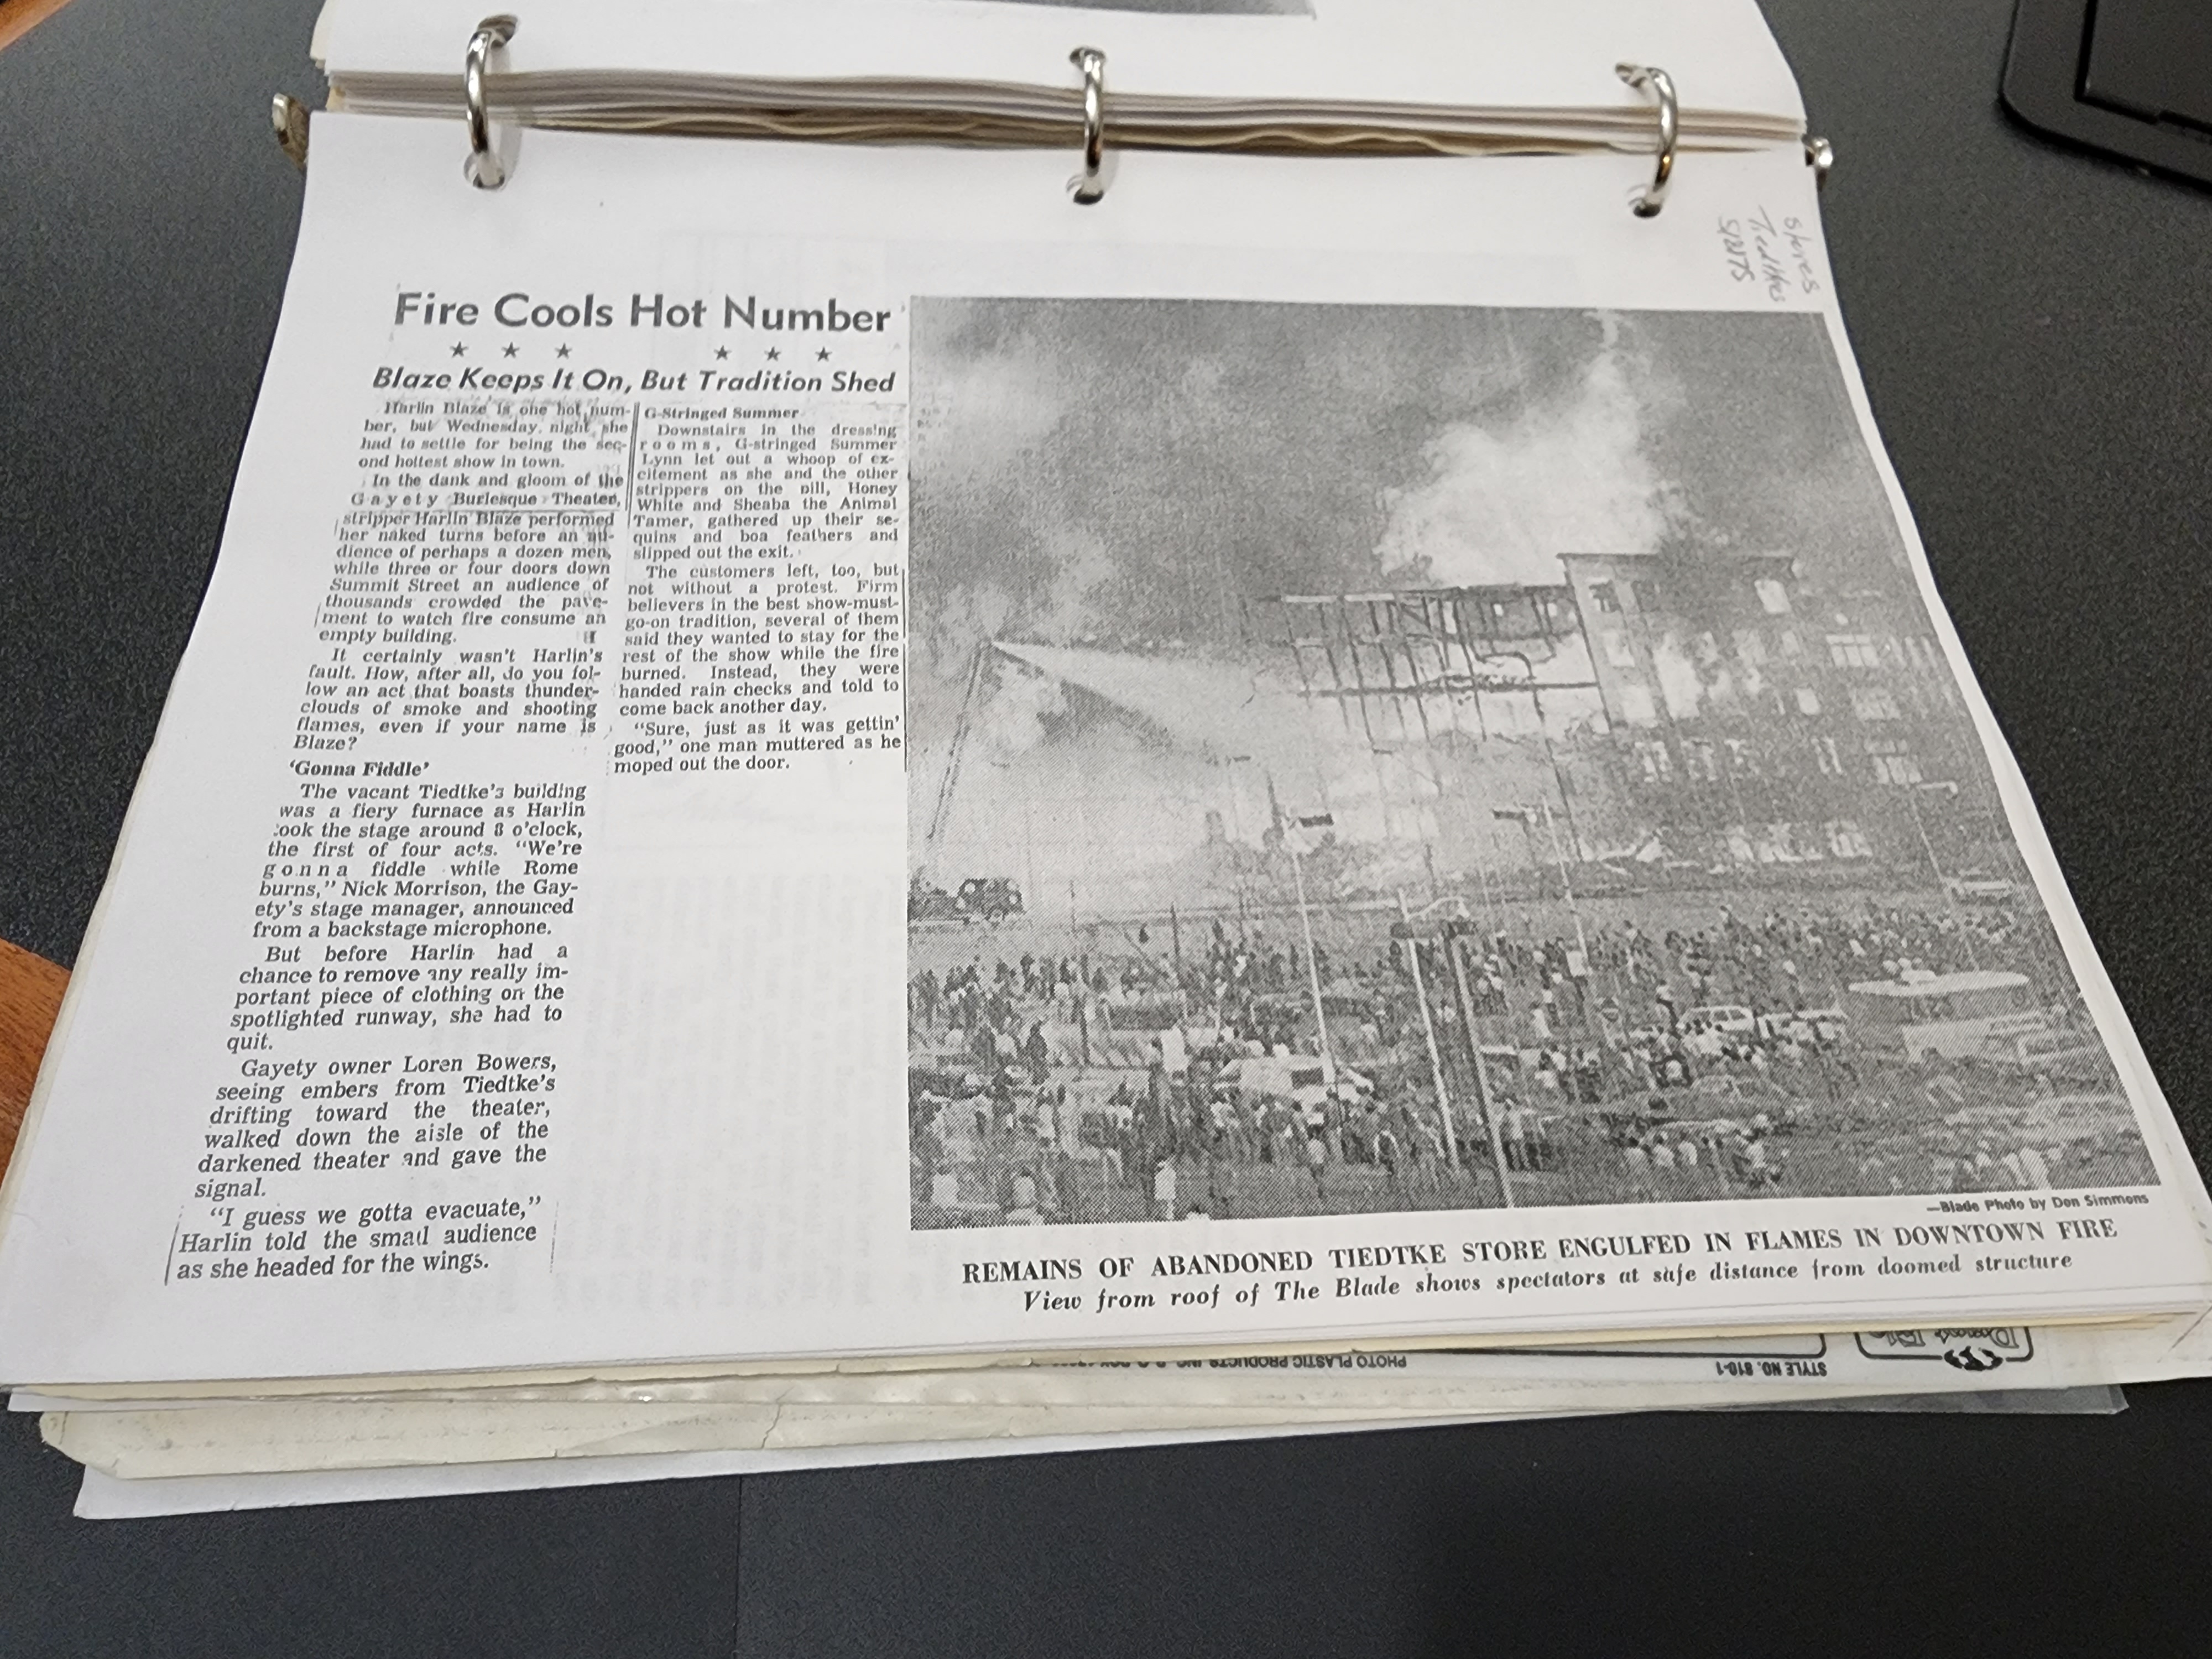 Stores
Tiedtkes
Fire Cools Hot Number
★ ★ ★ ★ ★ ★
Blaze Keeps It On, But Tradition Shed
Harlin Blaze is one hot num-
ber, but Wednesday night she
had to settle for being the sec-
ond hottest show in town.
In the dank and gloom of the
Gayety Burlesque Theater,
stripper Harlin Blaze performed
her naked turns before an au-
dience of perhaps a dozen men,
while three or four doors down
Summit Street an audience of
thousands crowded the pave-
ment to watch fire consume an
empty building.
It certainly wasn't Harlin's
fault. How, after all, do you fol-
low an act that boasts thunder-
clouds of smoke and shooting
flames, even if your name is
Blaze?
'Gonna Fiddle'
The vacant Tiedtke's building
was a fiery furnace as Harlin
took the stage around 8 o'clock,
the first of four acts. "We're
gonna fiddle while Rome
burns," Nick Morrison, the Gay-
ety's stage manager, announced
from a backstage microphone.
But before Harlin had a
chance to remove any really im-
portant piece of clothing on the
spotlighted runway, she had to
quit.
Gayety owner Loren Bowers,
seeing embers from Tiedtke's
drifting toward the theater,
walked down the aisle of the
darkened theater and gave the
signal.
"I guess we gotta evacuate,"
Harlin told the small audience
as she headed for the wings.
G-Stringed Summer
Downstairs in the dressing
rooms, G-stringed Summer
Lynn let out a whoop of ex-
citement as she and the other
strippers on the bill, Honey
White and Sheaba the Animal
Tamer, gathered up their se-
quins and boa feathers and
slipped out the exit.
The customers left, too, but
not without a protest. Firm
believers in the best show-must-
go-on tradition, several of them
said they wanted to stay for the
rest of the show while the fire
burned. Instead, they were
handed rain checks and told to
come back another day.
"Sure, just as it was gettin'
good," one man muttered as he
moped out the door.
—Blade Photo by Don Simmons
REMAINS OF ABANDONED TIEDTKE STORE ENGULFED IN FLAMES IN DOWNTOWN FIRE
View from roof of The Blade shows spectators at safe distance from doomed structure
STYLE NO. 810-1
PHOTO PLASTIC PRODUCTS INC.